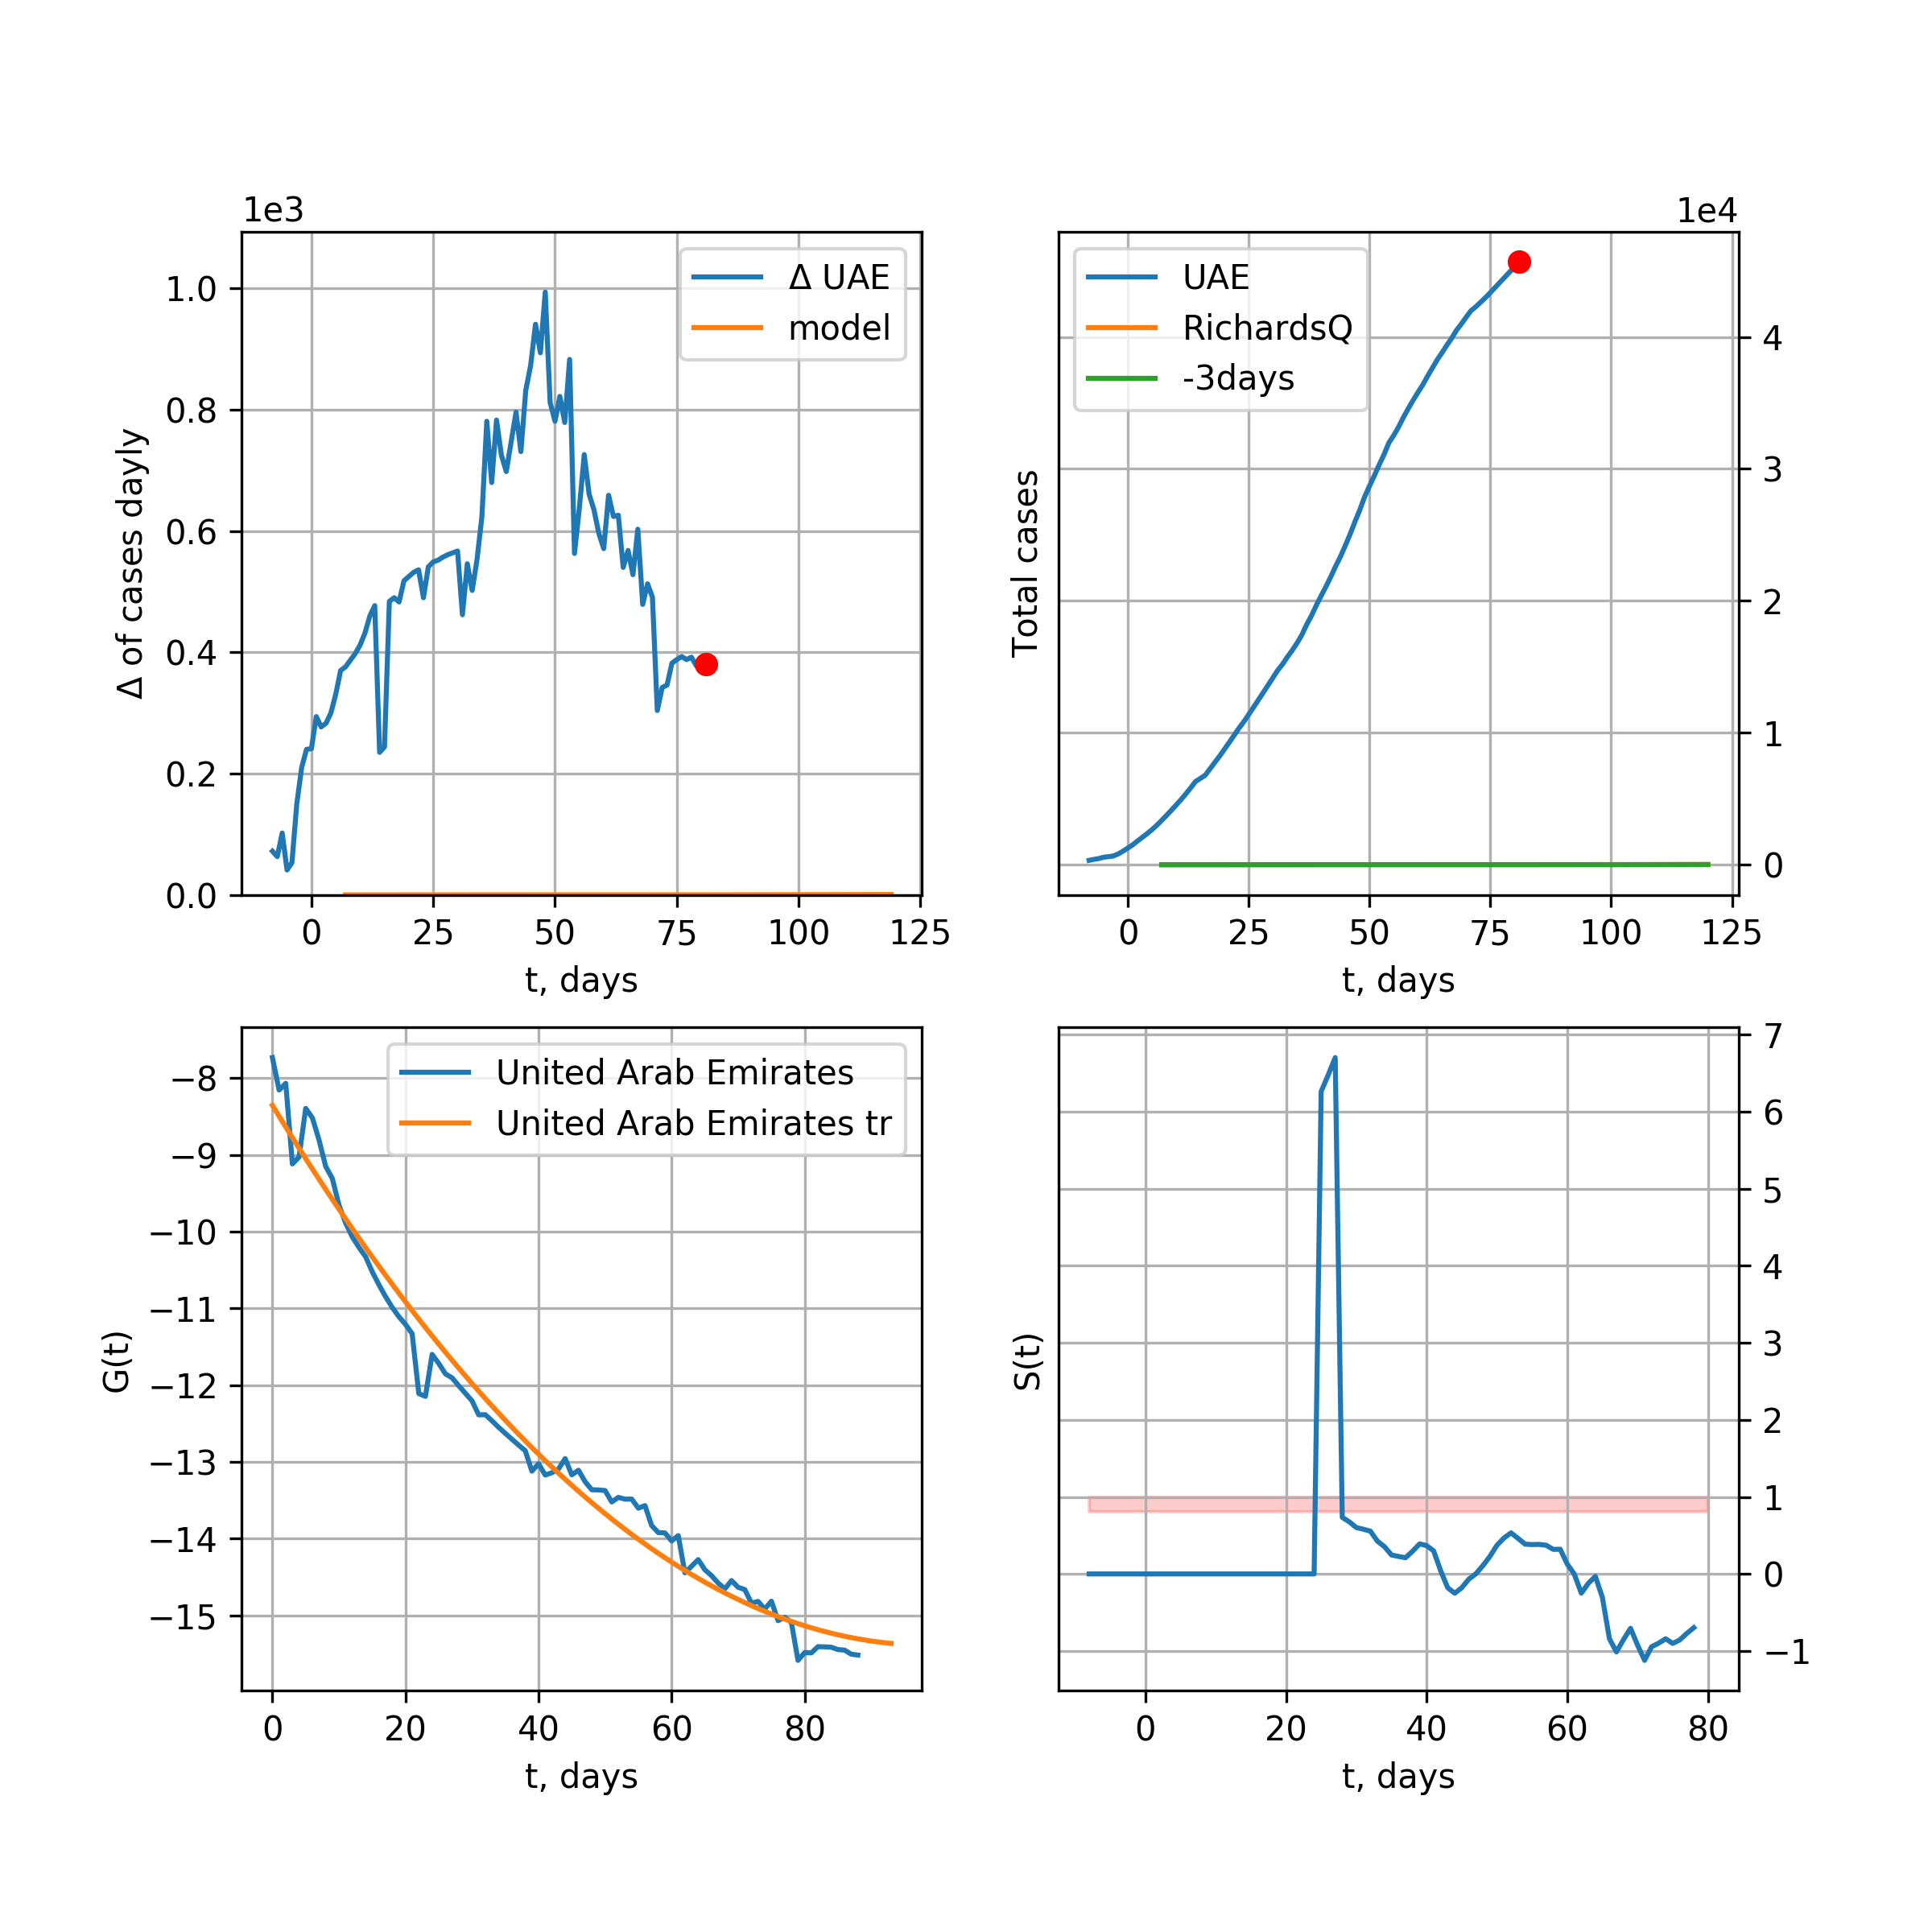 1e3
Δ of cases dayly
1.0
0.8
0.6
0.4
0.2
0.0
Δ UAE
model
0 25 50 75 100 125
t, days
1e4
Total cases
UAE
RichardsQ
-3days
4
3
2
1
0
0 25 50 75 100 125
t, days
G(t)
−8
−9
−10
−11
−12
−13
−14
−15
United Arab Emirates
United Arab Emirates tr
0 20 40 60 80
t, days
S(t)
7
6
5
4
3
2
1
0
−1
0 20 40 60 80
t, days